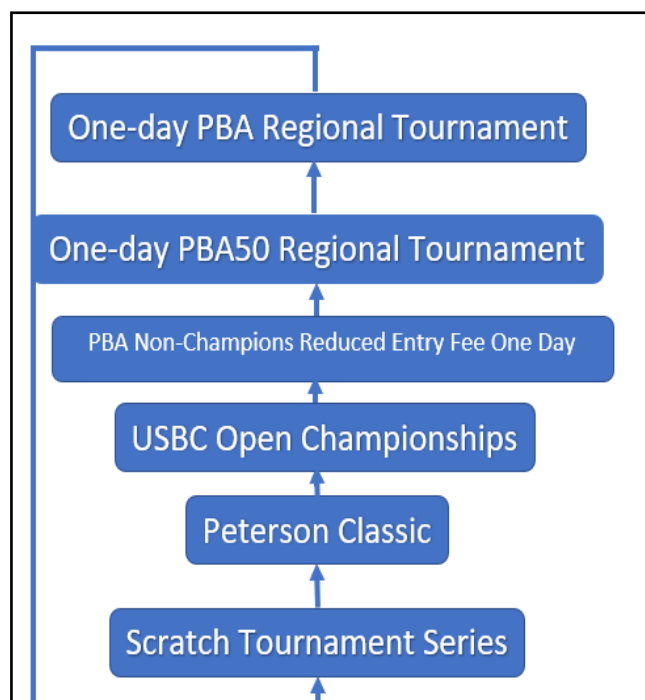 One-day PBA Regional Tournament
One-day PBA50 Regional Tournament
PBA Non-Champions Reduced Entry Fee One Day
USBC Open Championships
Peterson Classic
Scratch Tournament Series